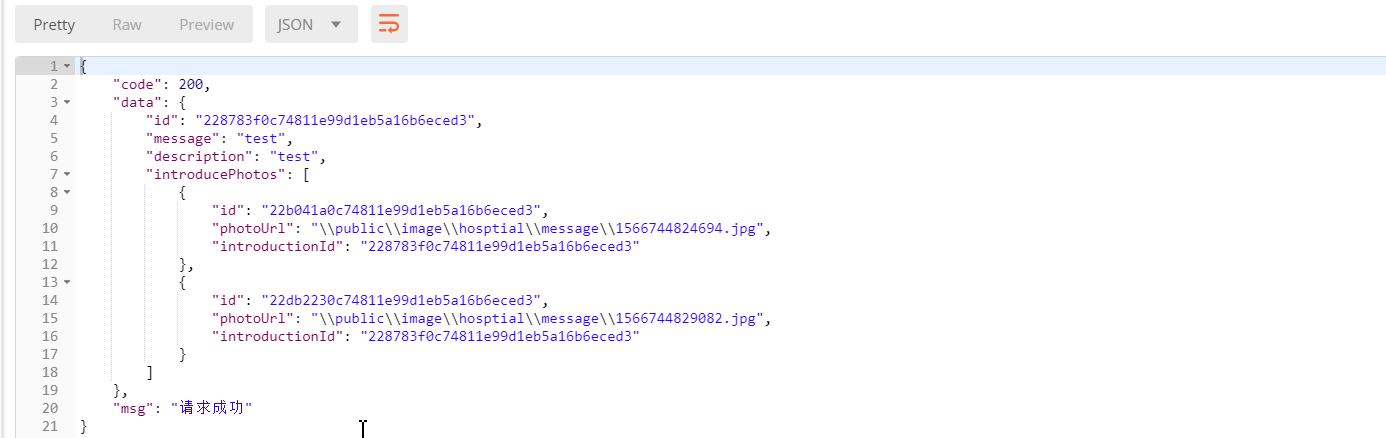 Pretty Raw Preview JSON
1 {
2 "code": 200,
3 "data": {
4 "id": "228783f0c74811e99d1eb5a16b6eced3",
5 "message": "test",
6 "description": "test",
7 "introducePhotos": [
8 {
9 "id": "22b041a0c74811e99d1eb5a16b6eced3",
10 "photoUrl": "\\public\\image\\hosptial\\message\\1566744824694.jpg",
11 "introductionId": "228783f0c74811e99d1eb5a16b6eced3"
12 },
13 {
14 "id": "22db2230c74811e99d1eb5a16b6eced3",
15 "photoUrl": "\\public\\image\\hosptial\\message\\1566744829082.jpg",
16 "introductionId": "228783f0c74811e99d1eb5a16b6eced3"
17 }
18 ]
19 },
20 "msg": "请求成功"
21 }